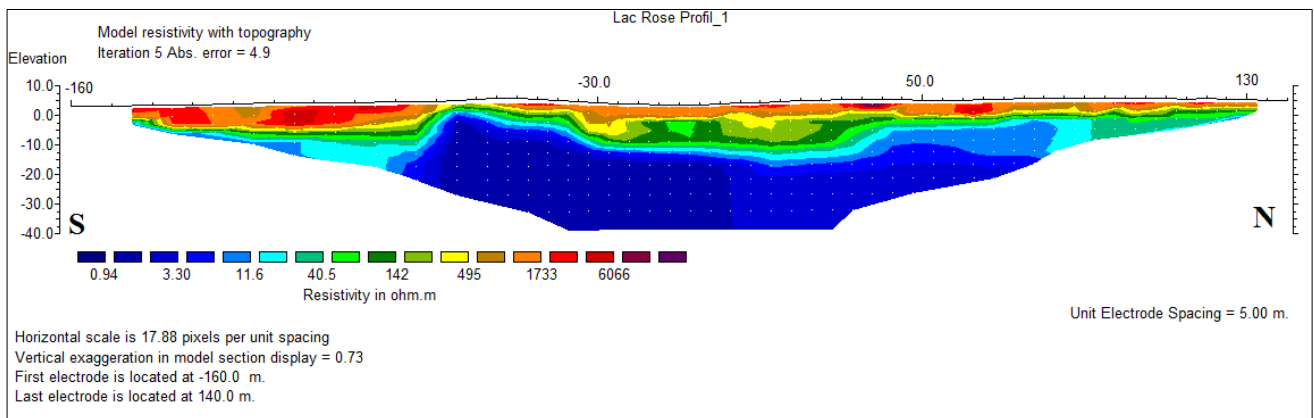 Lac Rose Profil_1
Model resistivity with topography
Iteration 5 Abs. error = 4.9
Elevation
-160 -30.0 50.0 130
10.0
0.0
-10.0
-20.0
-30.0
-40.0
S N
0.94 3.30 11.6 40.5 142 495 1733 6066
Resistivity in ohm.m
Unit Electrode Spacing = 5.00 m.
Horizontal scale is 17.88 pixels per unit spacing
Vertical exaggeration in model section display = 0.73
First electrode is located at -160.0 m.
Last electrode is located at 140.0 m.